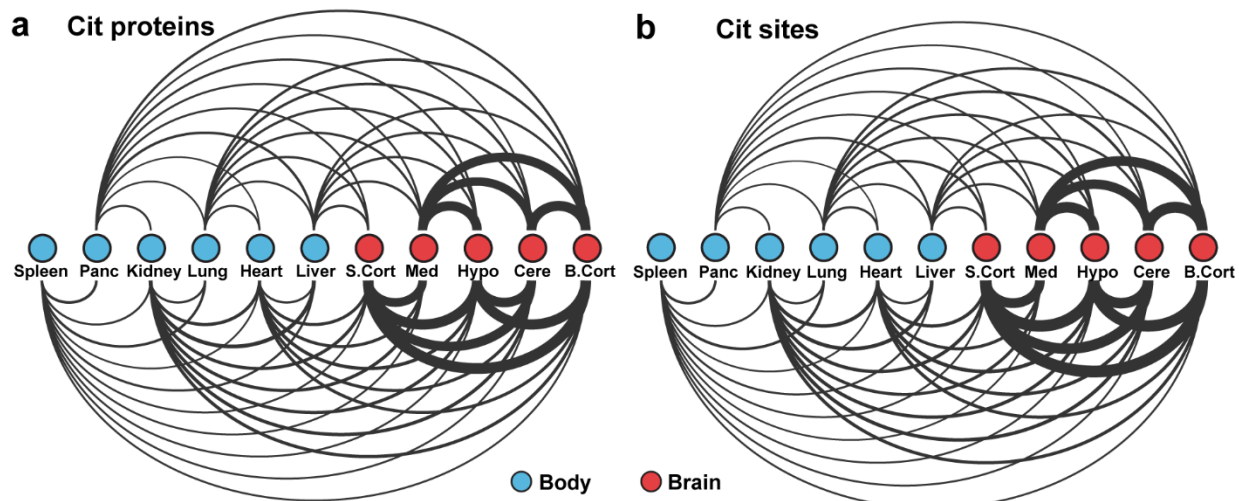 a Cit proteins
Spleen Panc Kidney Lung Heart Liver S.Cort Med Hypo Cere B.Cort
b Cit sites
Spleen Panc Kidney Lung Heart Liver S.Cort Med Hypo Cere B.Cort
Body Brain